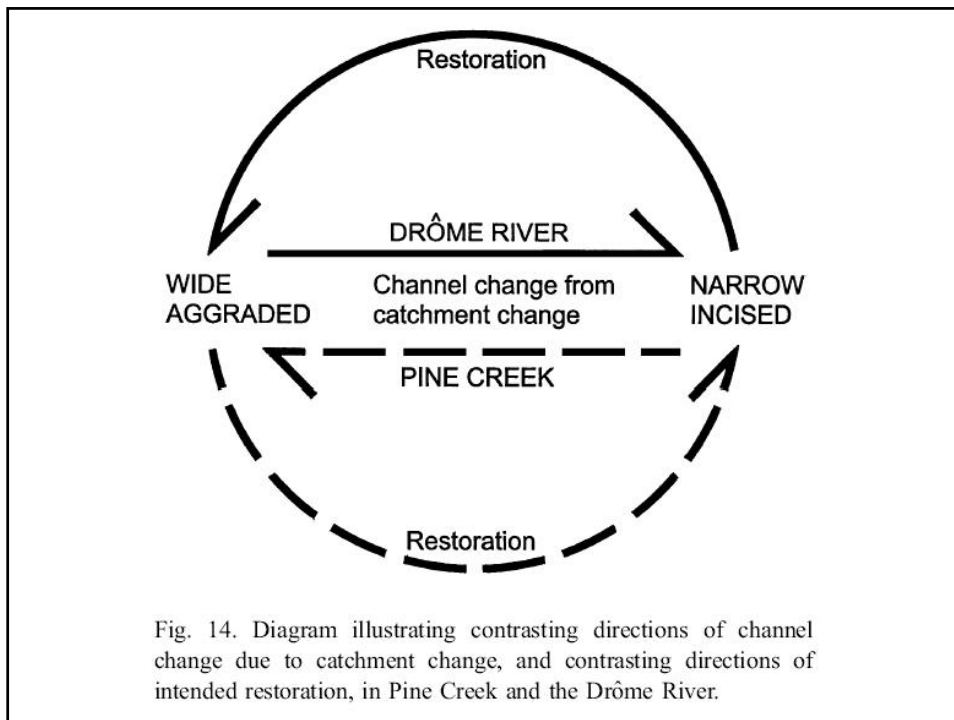 Restoration
DRÔME RIVER
WIDE
AGGRADED
Channel change from
catchment change
NARROW
INCISED
PINE CREEK
Restoration
Fig. 14. Diagram illustrating contrasting directions of channel
change due to catchment change, and contrasting directions of
intended restoration, in Pine Creek and the Drôme River.